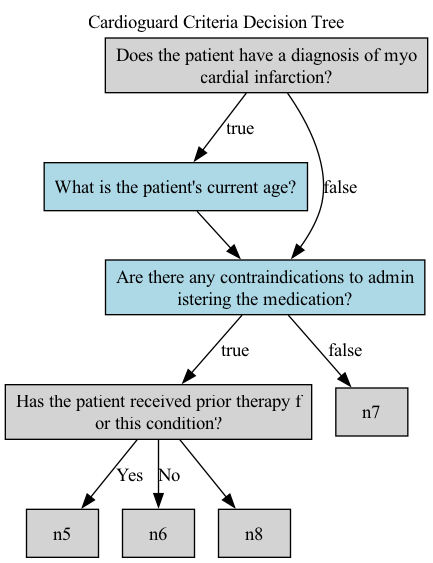 Cardioguard Criteria Decision Tree
Does the patient have a diagnosis of myo
cardial infarction?
true
What is the patient's current age?
false
Are there any contraindications to admin
istering the medication?
true
false
Has the patient received prior therapy f
or this condition?
n7
Yes
No
n5
n6
n8